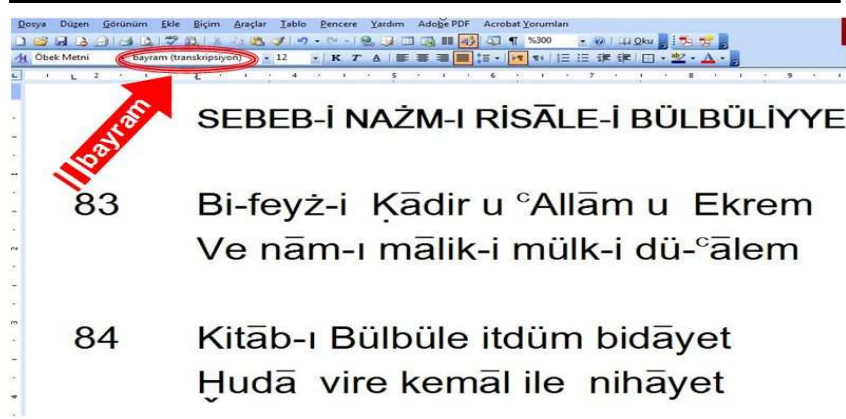 Dosya Düzen Görünüm Ekle Biçim Araçlar Tablo Pencere Yardım Adobe PDF Acrobat Yorumları
%300 Oku
Öbek Metni bayram (transkripsiyon) 12 K T A
bayram
SEBEB-İ NAŻM-I RİSĀLE-İ BÜLBÜLİYYE
83 Bi-feyż-i Ḳādir u ᶜAllām u Ekrem
Ve nām-ı mālik-i mülk-i dü-ᶜālem
84 Kitāb-ı Bülbüle itdüm bidāyet
Ḫudā vire kemāl ile nihāyet